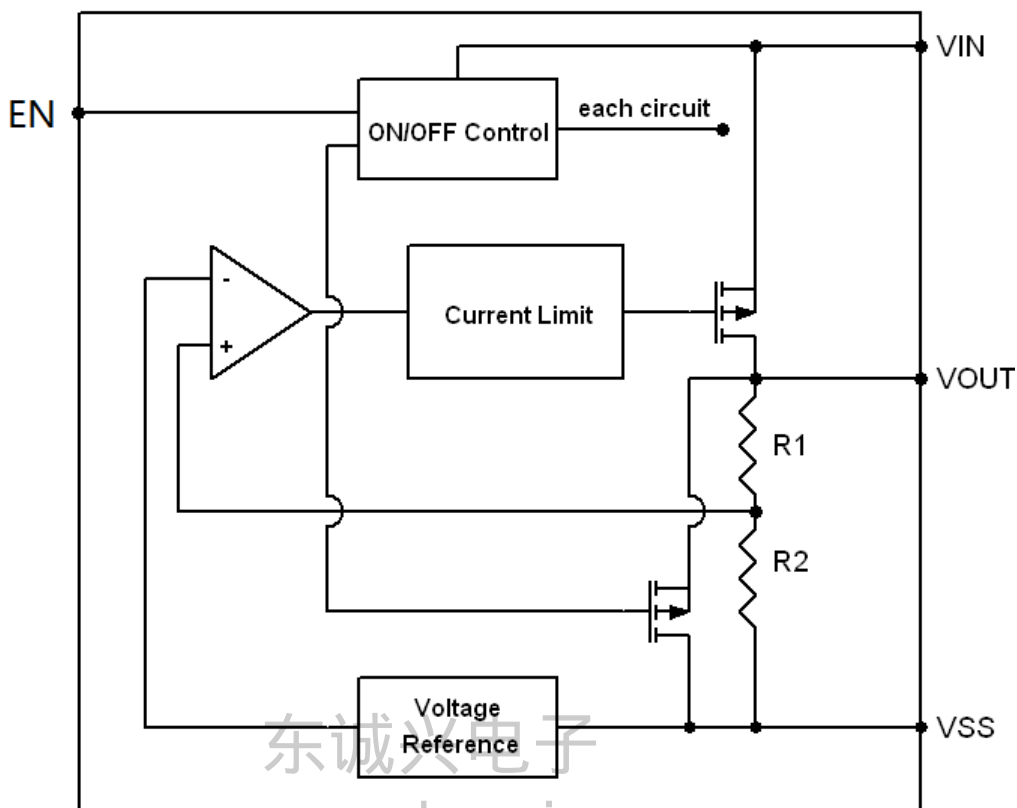 VIN
EN
each circuit
ON/OFF Control
-
Current Limit
+
VOUT
R1
R2
Voltage
Reference
VSS
东诚兴电子